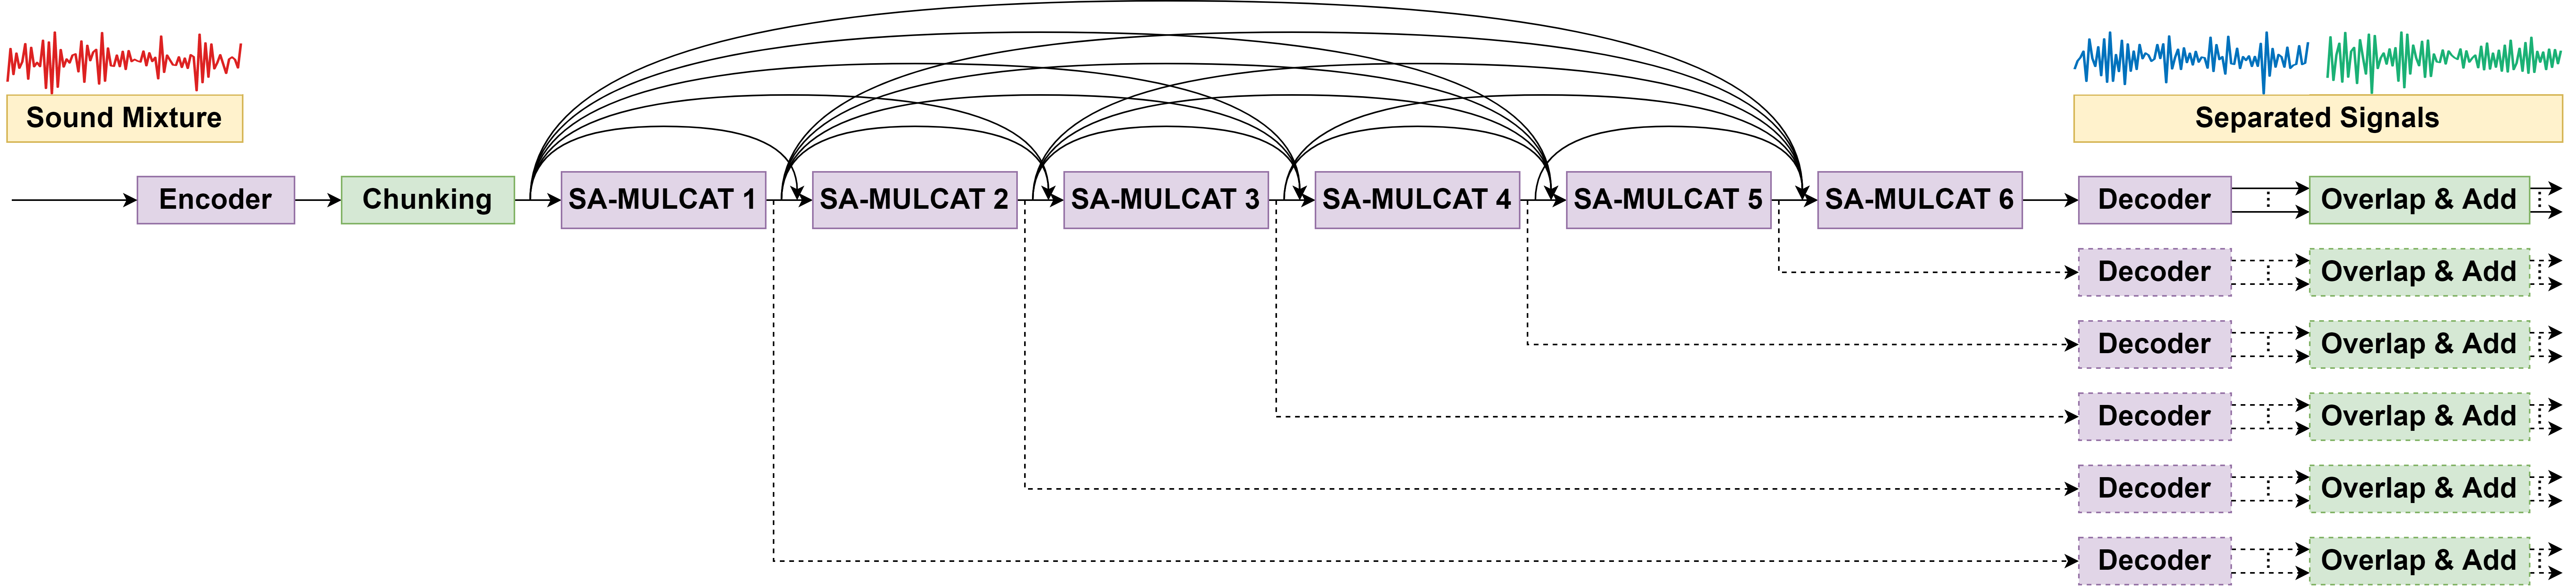 Sound Mixture
Separated Signals
Encoder
Chunking
SA-MULCAT 1
SA-MULCAT 2
SA-MULCAT 3
SA-MULCAT 4
SA-MULCAT 5
SA-MULCAT 6
Decoder
Overlap & Add
Decoder
Overlap & Add
Decoder
Overlap & Add
Decoder
Overlap & Add
Decoder
Overlap & Add
Decoder
Overlap & Add